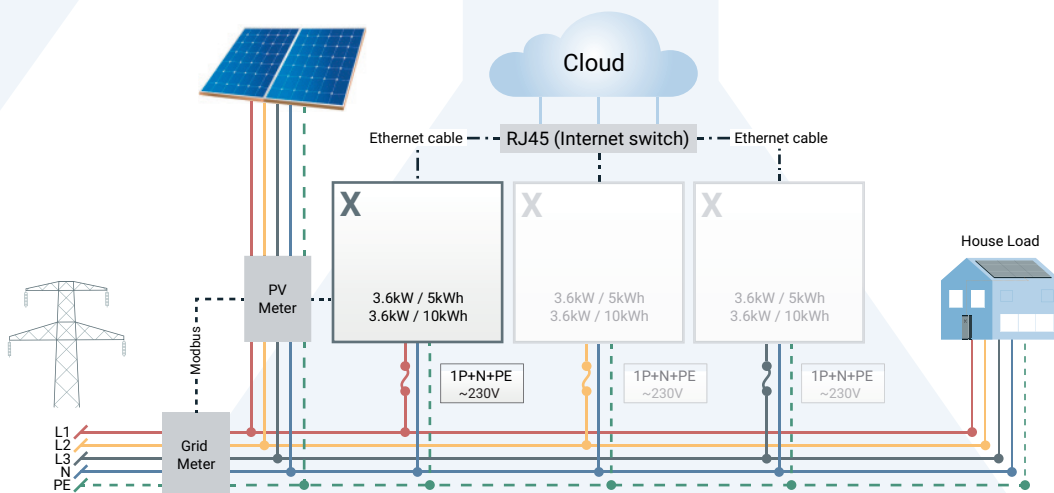 Cloud
Ethernet cable
RJ45 (Internet switch)
Ethernet cable
X
X
X
House Load
PV
Meter
3.6kW / 5kWh
3.6kW / 10kWh
3.6kW / 5kWh
3.6kW / 10kWh
3.6kW / 5kWh
3.6kW / 10kWh
Modbus
1P+N+PE
~230V
1P+N+PE
~230V
1P+N+PE
~230V
L1
L2
L3
N
PE
Grid
Meter